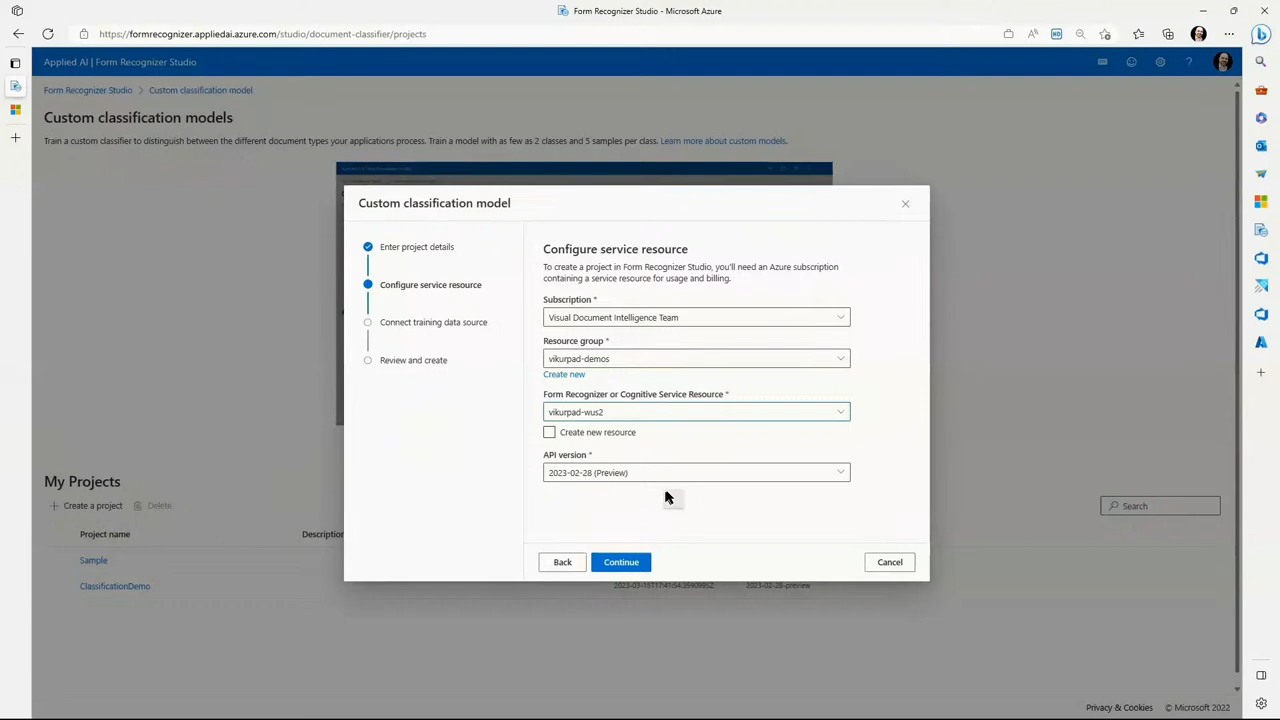 Form Recognizer Studio - Microsoft Azure
https://formrecognizer.appliedai.azure.com/studio/document-classifier/projects
Applied AI | Form Recognizer Studio
Form Recognizer Studio > Custom classification model
Custom classification models
Train a custom classifier to distinguish between the different document types your applications process. Train a model with as few as 2 classes and 5 samples per class. Learn more about custom models.
Custom classification model
Enter project details
Configure service resource
Connect training data source
Review and create
Configure service resource
To create a project in Form Recognizer Studio, you'll need an Azure subscription
containing a service resource for usage and billing.
Subscription *
Visual Document Intelligence Team
Resource group *
vikurpad-demos
Create new
Form Recognizer or Cognitive Service Resource *
vikurpad-wus2
Create new resource
API version *
2023-02-28 (Preview)
Back
Continue
Cancel
My Projects
Create a project
Delete
Search
Project name
Description
Sample
ClassificationDemo
2023-02-28-preview
Privacy & Cookies
© Microsoft 2022